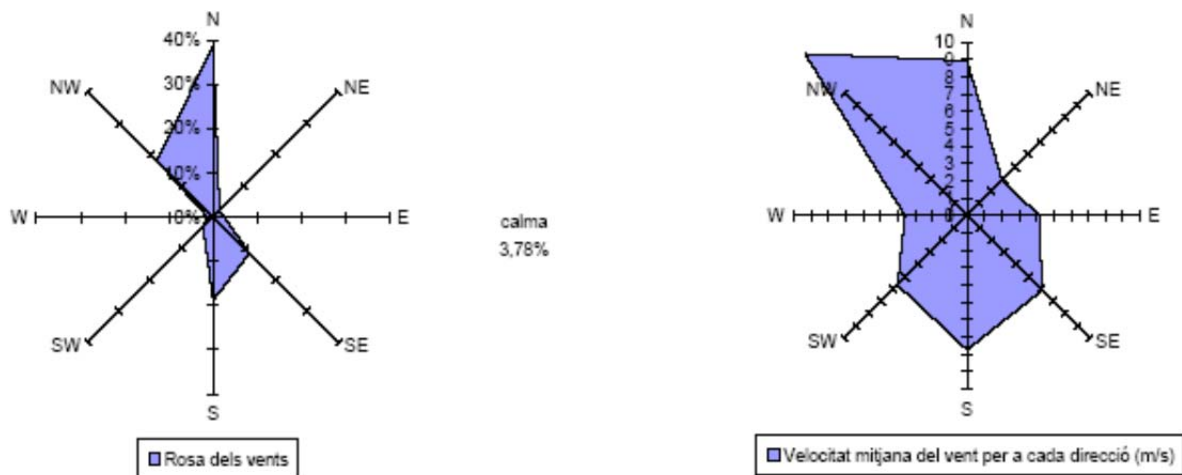 N
40%
30%
20%
10%
0%
NW
NE
W
E
SW
SE
S
Rosa dels vents
calma
3,78%
N
10
9
8
7
6
5
4
3
2
1
0
NW
NE
W
E
SW
SE
S
Velocitat mitjana del vent per a cada direcció (m/s)